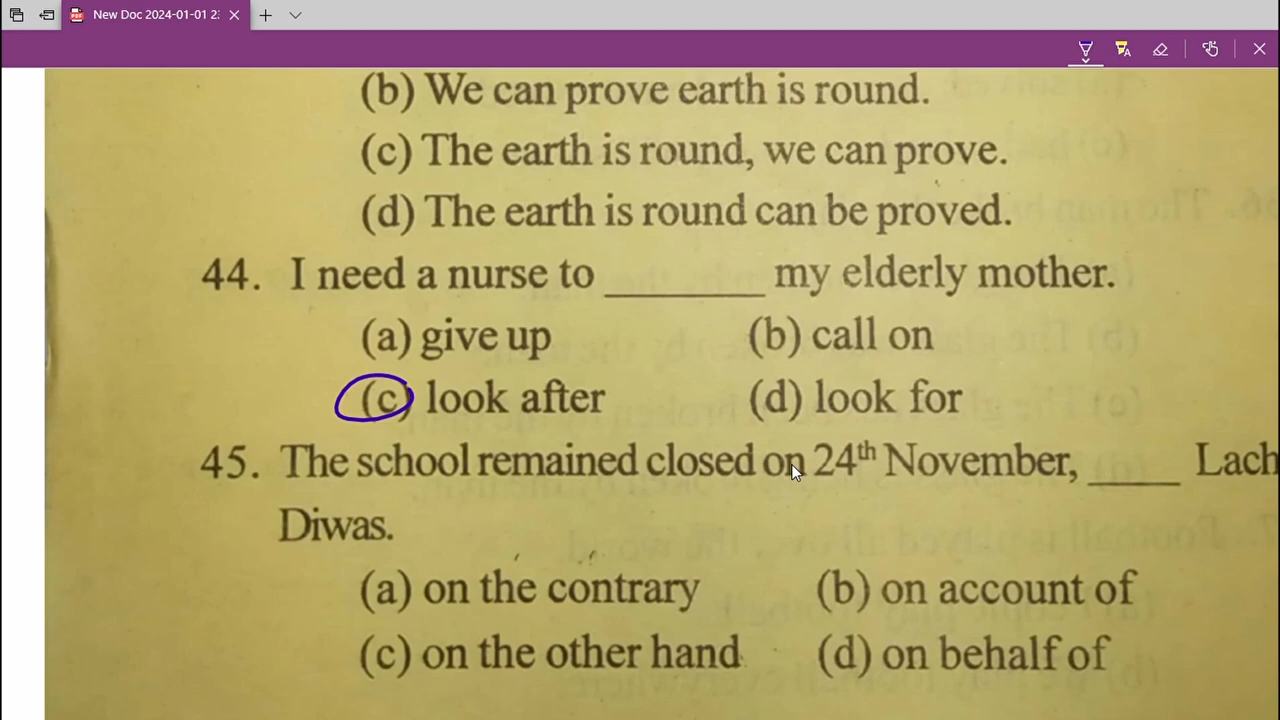 New Doc 2024-01-01 2
(b) We can prove earth is round.
(c) The earth is round, we can prove.
(d) The earth is round can be proved.
44. I need a nurse to ________ my elderly mother.
(a) give up (b) call on
(c) look after (d) look for
45. The school remained closed on 24th November, ____ Lach
Diwas.
(a) on the contrary (b) on account of
(c) on the other hand (d) on behalf of